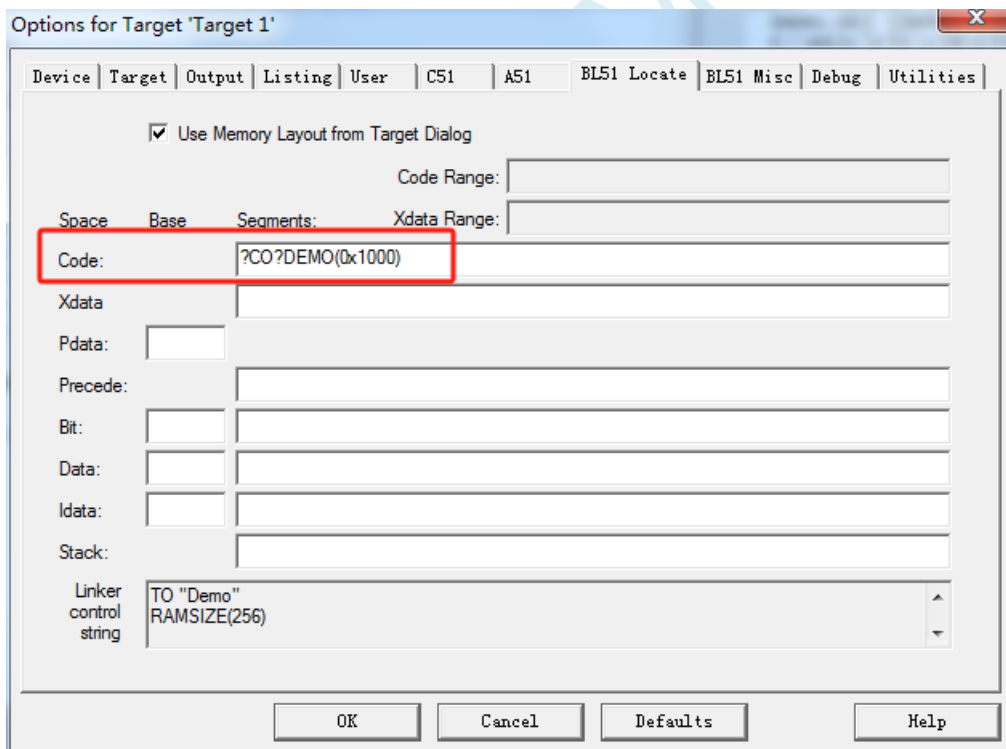 Options for Target 'Target 1'
Device Target Output Listing User C51 A51 BL51 Locate BL51 Misc Debug Utilities
Use Memory Layout from Target Dialog
Code Range:
Space Base Segments: Xdata Range:
Code: ?CO?DEMO(0x1000)
Xdata
Pdata:
Precede:
Bit:
Data:
Idata:
Stack:
Linker control string
TO "Demo"
RAMSIZE(256)
OK Cancel Defaults Help